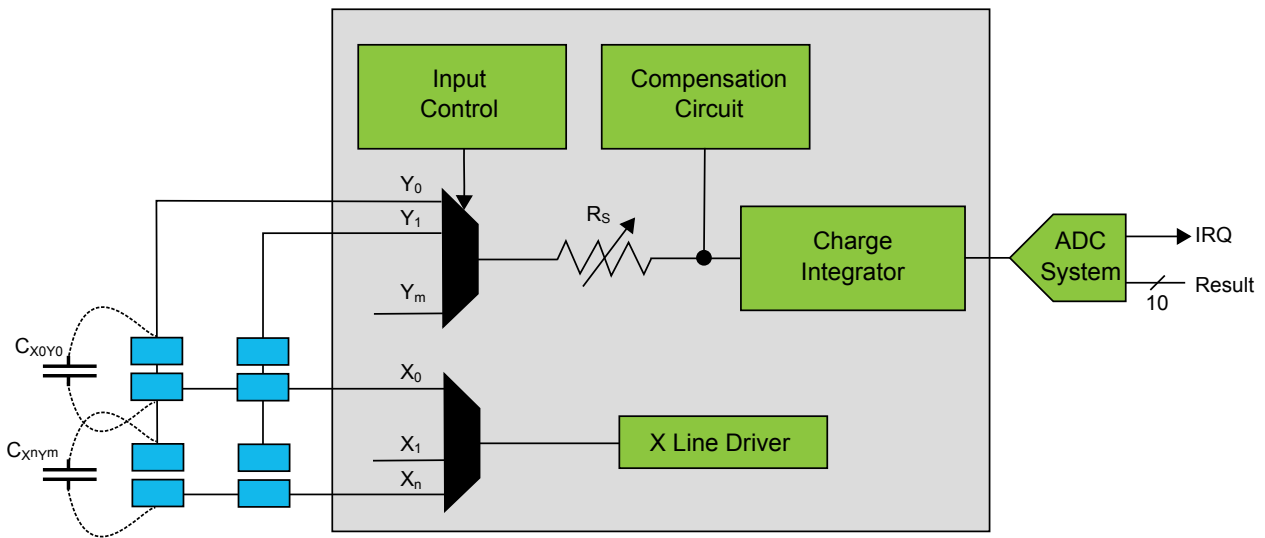 Input
Control
Compensation
Circuit
Y0
Y1
RS
Ym
Charge
Integrator
ADC
System
IRQ
Result
10
CX0Y0
X0
CXnYm
X1
Xn
X Line Driver